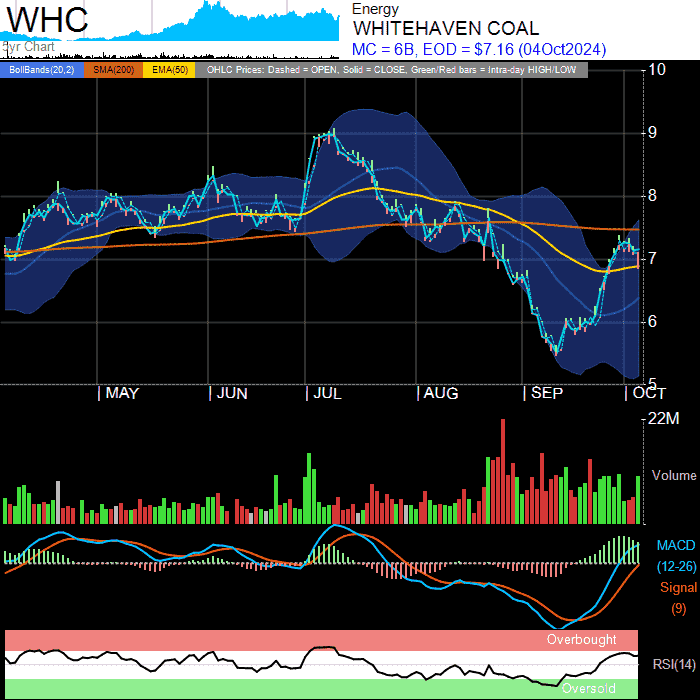 WHC
Energy
WHITEHAVEN COAL
5yr Chart
MC = 6B, EOD = $7.16 (04Oct2024)
BollBands(20,2) SMA(200) EMA(50) OHLC Prices: Dashed = OPEN, Solid = CLOSE, Green/Red bars = Intra-day HIGH/LOW
10
9
8
7
6
5
MAY JUN JUL AUG SEP OCT
22M
Volume
MACD
(12-26)
Signal
(9)
Overbought
RSI(14)
Oversold